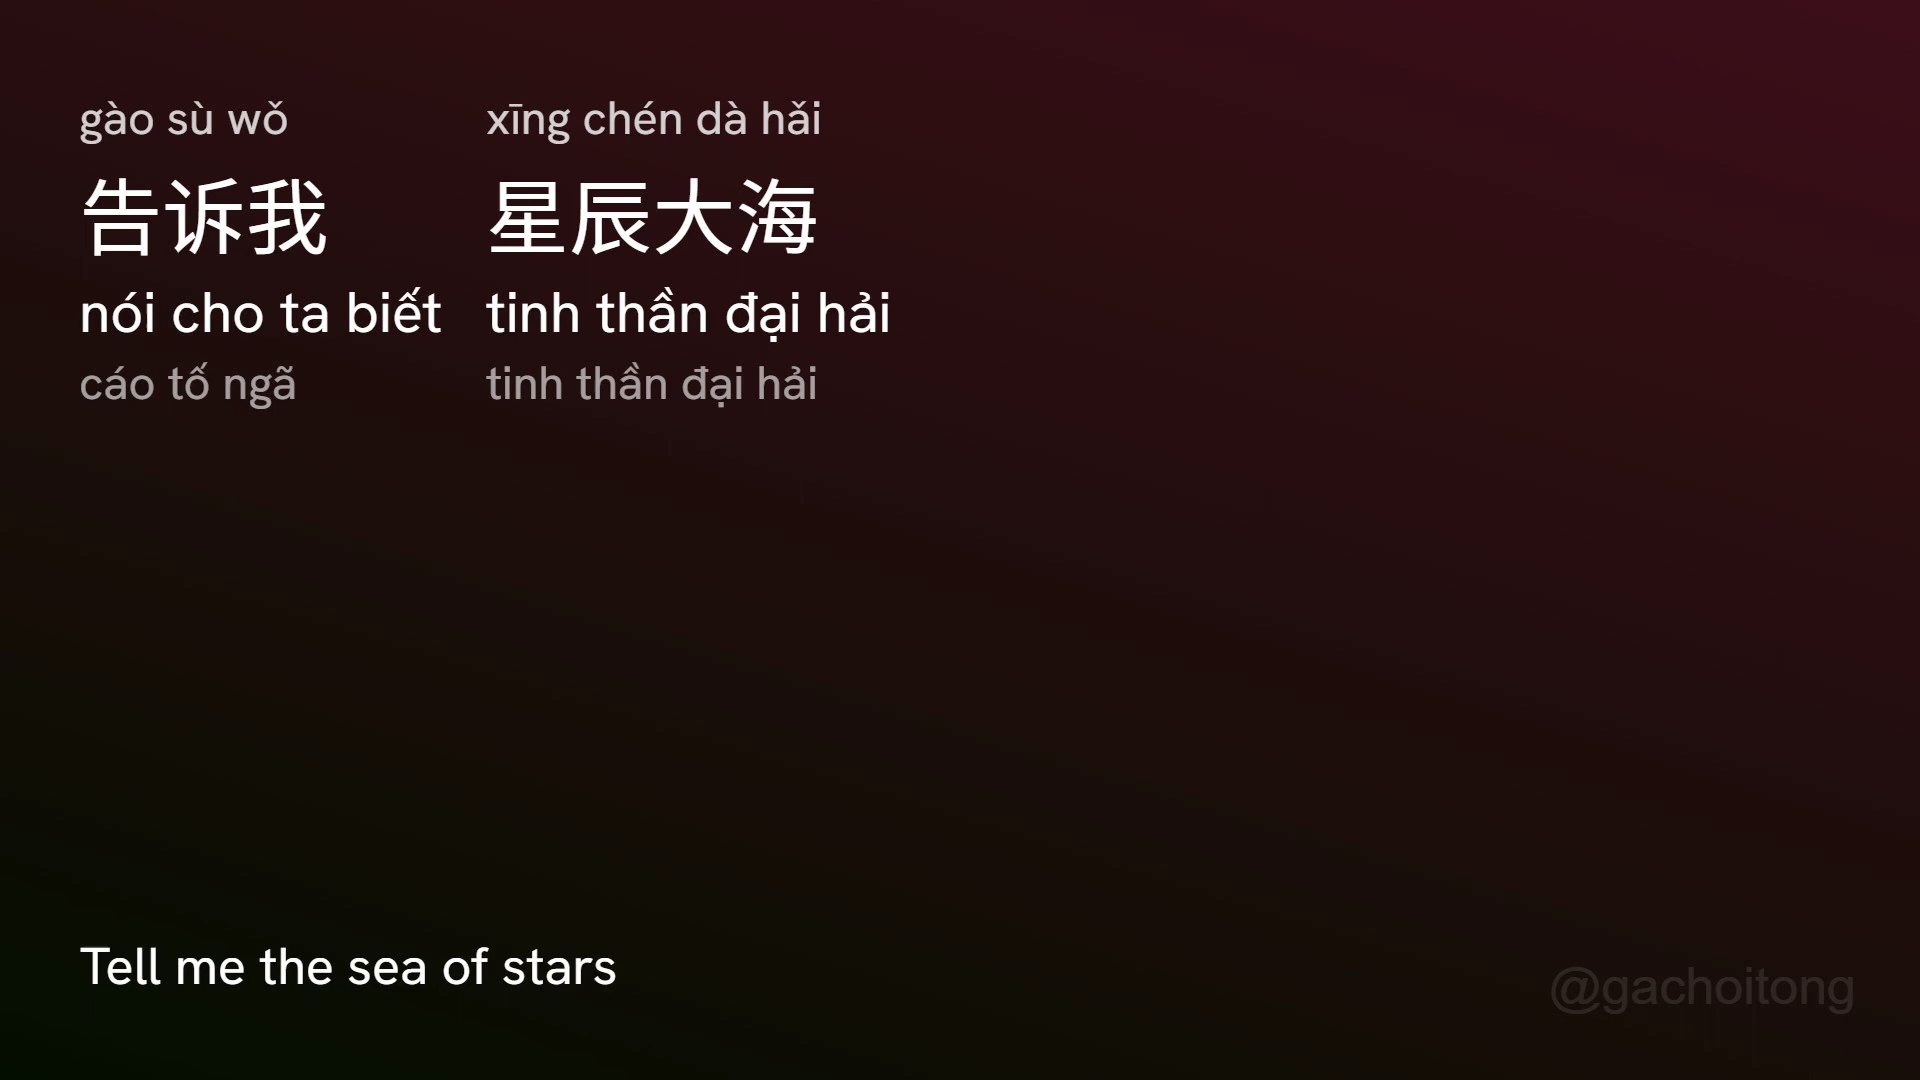 gào sù wǒ xīng chén dà hǎi
告诉我 星辰大海
nói cho ta biết tinh thần đại hải
cáo tố ngã tinh thần đại hải
Tell me the sea of stars
@gachoitong